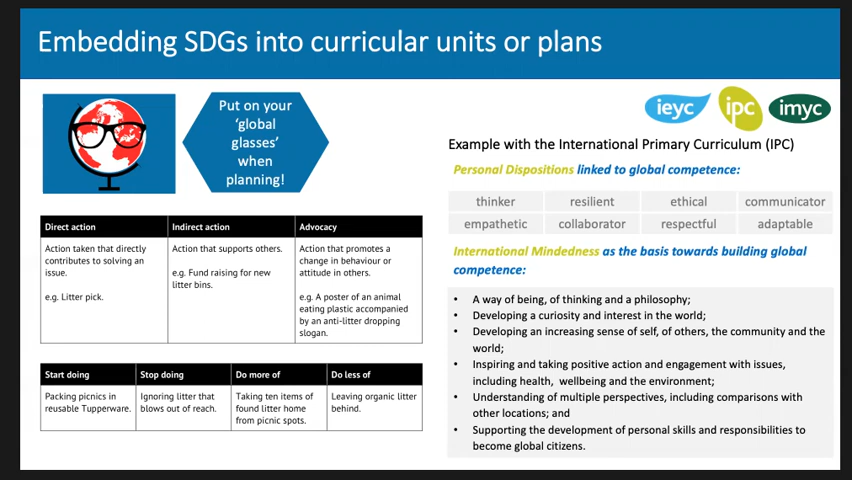 Embedding SDGs into curricular units or plans
Put on your
‘global
glasses’
when
planning!
ieyc
ipc
imyc
Example with the International Primary Curriculum (IPC)
Personal Dispositions linked to global competence:
thinker
resilient
ethical
communicator
empathetic
collaborator
respectful
adaptable
International Mindedness as the basis towards building global
competence:
• A way of being, of thinking and a philosophy;
• Developing a curiosity and interest in the world;
• Developing an increasing sense of self, of others, the community and the
world;
• Inspiring and taking positive action and engagement with issues,
including health, wellbeing and the environment;
• Understanding of multiple perspectives, including comparisons with
other locations; and
• Supporting the development of personal skills and responsibilities to
become global citizens.
Direct action
Action taken that directly
contributes to solving an
issue.
e.g. Litter pick.
Indirect action
Action that supports others.
e.g. Fund raising for new
litter bins.
Advocacy
Action that promotes a
change in behaviour or
attitude in others.
e.g. A poster of an animal
eating plastic accompanied
by an anti-litter dropping
slogan.
Start doing
Packing picnics in
reusable Tupperware.
Stop doing
Ignoring litter that
blows out of reach.
Do more of
Taking ten items of
found litter home
from picnic spots.
Do less of
Leaving organic litter
behind.